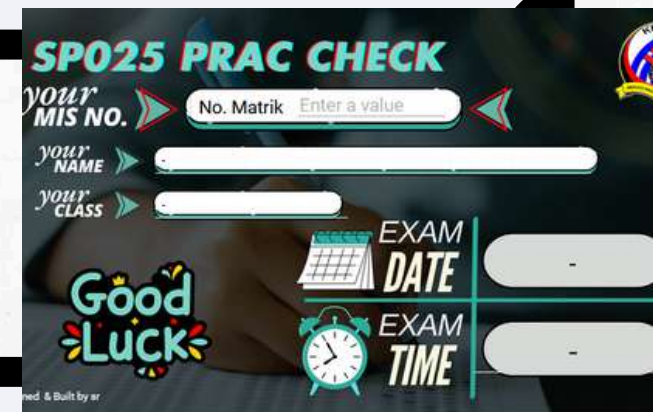 SP025 PRAC CHECK
your
MIS NO.
No. Matrik Enter a value
your
NAME
-
your
CLASS
-
EXAM
DATE
-
Good
LUCK
EXAM
TIME
-
ned & Built by